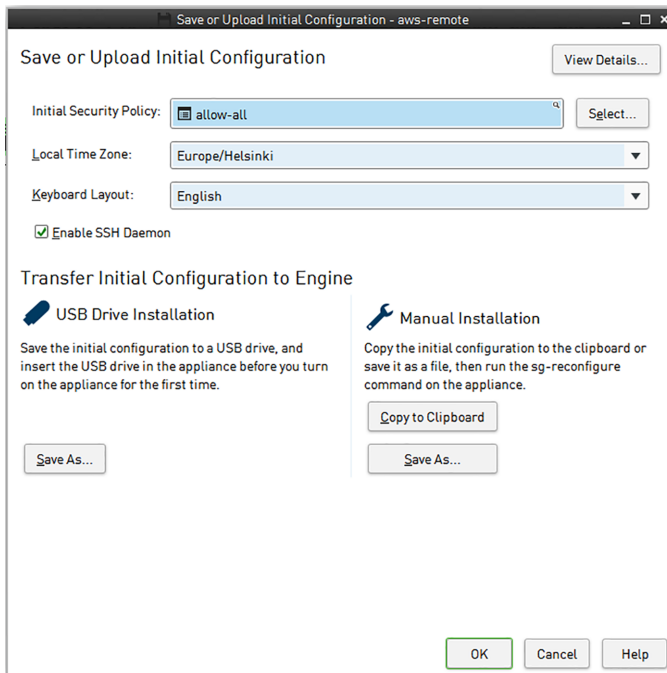 Save or Upload Initial Configuration - aws-remote
Save or Upload Initial Configuration
View Details...
Initial Security Policy:
allow-all
Select...
Local Time Zone:
Europe/Helsinki
Keyboard Layout:
English
Enable SSH Daemon
Transfer Initial Configuration to Engine
USB Drive Installation
Save the initial configuration to a USB drive, and
insert the USB drive in the appliance before you turn
on the appliance for the first time.
Save As...
Manual Installation
Copy the initial configuration to the clipboard or
save it as a file, then run the sg-reconfigure
command on the appliance.
Copy to Clipboard
Save As...
OK
Cancel
Help